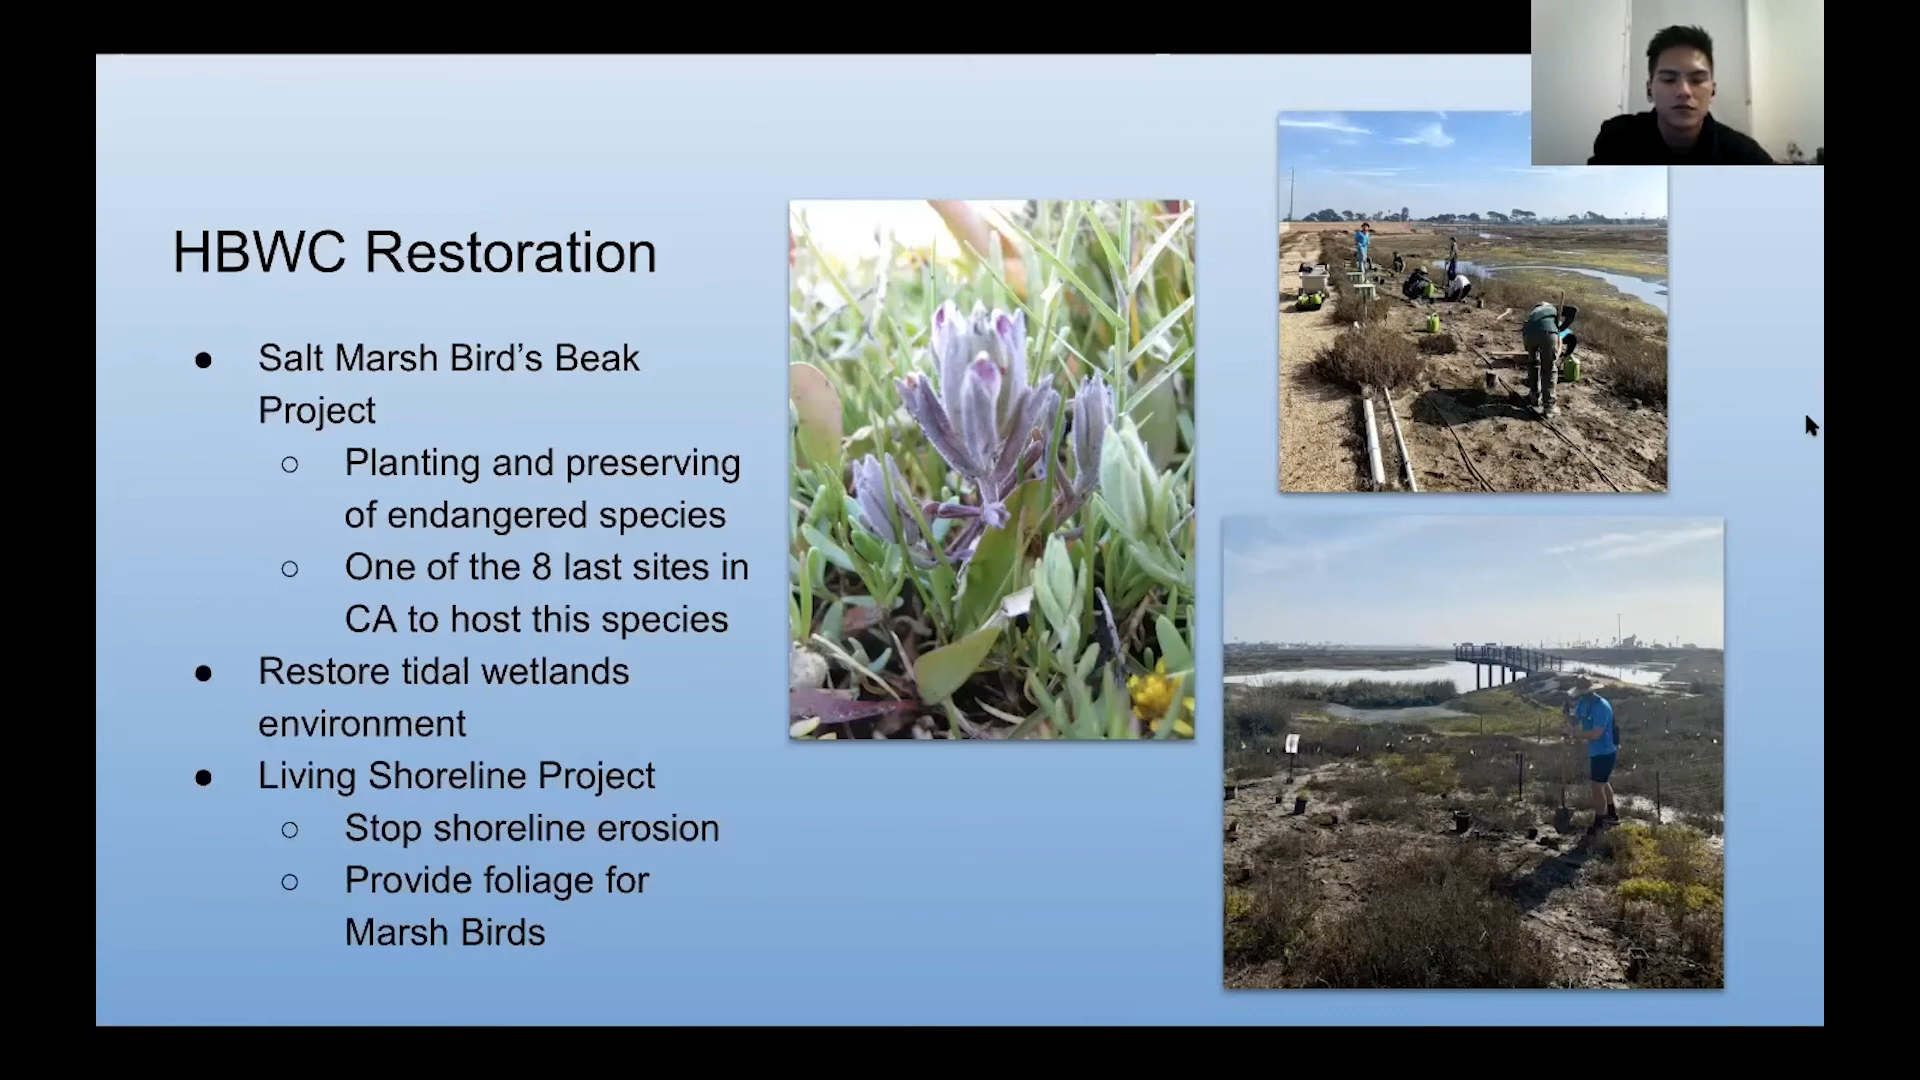 HBWC Restoration
● Salt Marsh Bird’s Beak
Project
○ Planting and preserving
of endangered species
○ One of the 8 last sites in
CA to host this species
● Restore tidal wetlands
environment
● Living Shoreline Project
○ Stop shoreline erosion
○ Provide foliage for
Marsh Birds